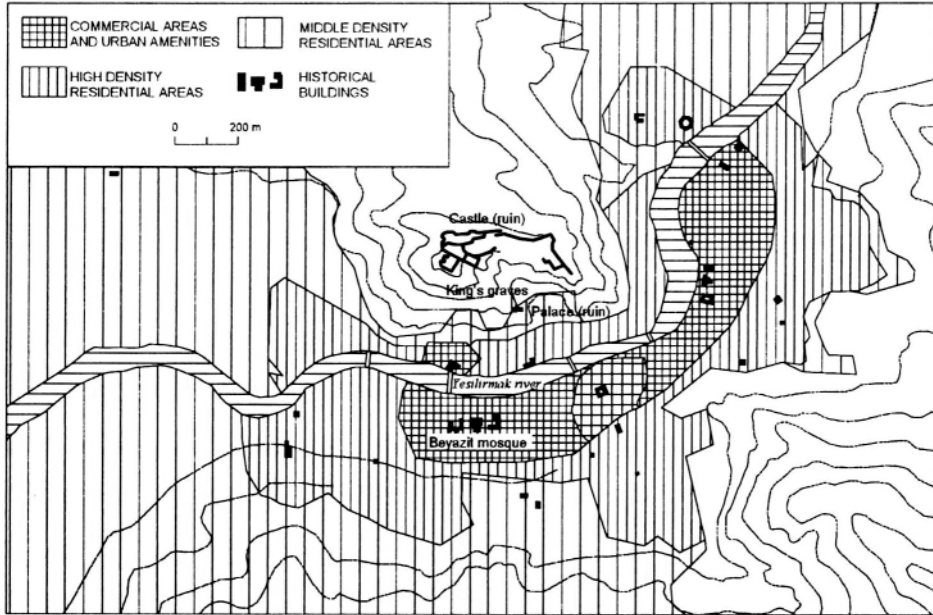 COMMERCIAL AREAS
AND URBAN AMENITIES
MIDDLE DENSITY
RESIDENTIAL AREAS
HIGH DENSITY
RESIDENTIAL AREAS
HISTORICAL
BUILDINGS
0 200 m
Castle (ruin)
King's graves
Palace (ruin)
Yesilirmak river
Beyazit mosque